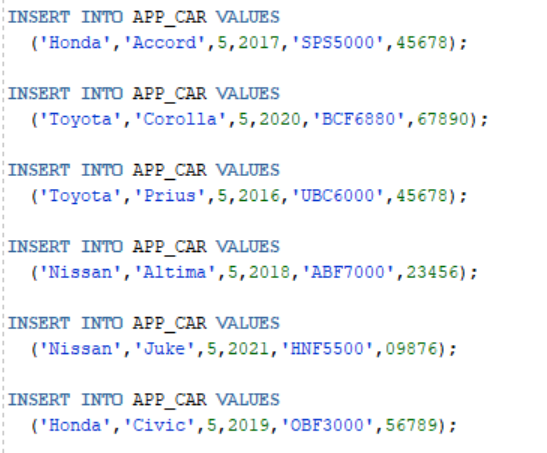 INSERT INTO APP_CAR VALUES
('Honda','Accord',5,2017,'SPS5000',45678);
INSERT INTO APP_CAR VALUES
('Toyota','Corolla',5,2020,'BCF6880',67890);
INSERT INTO APP_CAR VALUES
('Toyota','Prius',5,2016,'UBC6000',45678);
INSERT INTO APP_CAR VALUES
('Nissan','Altima',5,2018,'ABF7000',23456);
INSERT INTO APP_CAR VALUES
('Nissan','Juke',5,2021,'HNF5500',09876);
INSERT INTO APP_CAR VALUES
('Honda','Civic',5,2019,'OBF3000',56789);